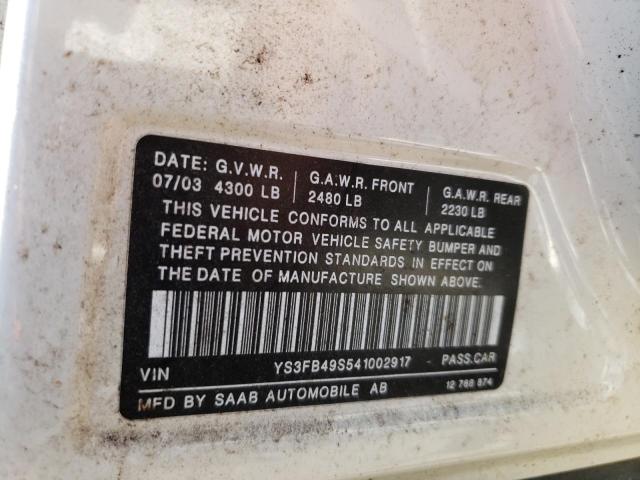 DATE: G.V.W.R. G.A.W.R. FRONT G.A.W.R. REAR
07/03 4300 LB 2480 LB 2230 LB
THIS VEHICLE CONFORMS TO ALL APPLICABLE
FEDERAL MOTOR VEHICLE SAFETY BUMPER AND
THEFT PREVENTION STANDARDS IN EFFECT ON
THE DATE OF MANUFACTURE SHOWN ABOVE.
VIN YS3FB49S541002917 PASS.CAR
MFD BY SAAB AUTOMOBILE AB 12 768 874